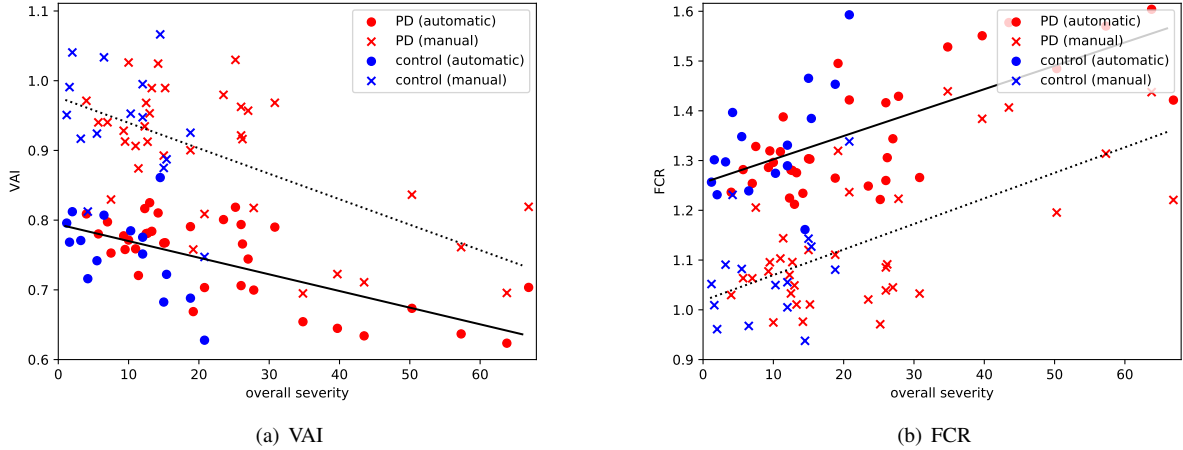 1.1
1.0
0.9
0.8
0.7
0.6
VAI
0 10 20 30 40 50 60
overall severity
PD (automatic)
PD (manual)
control (automatic)
control (manual)
(a) VAI
1.6
1.5
1.4
1.3
1.2
1.1
1.0
0.9
FCR
0 10 20 30 40 50 60
overall severity
PD (automatic)
PD (manual)
control (automatic)
control (manual)
(b) FCR